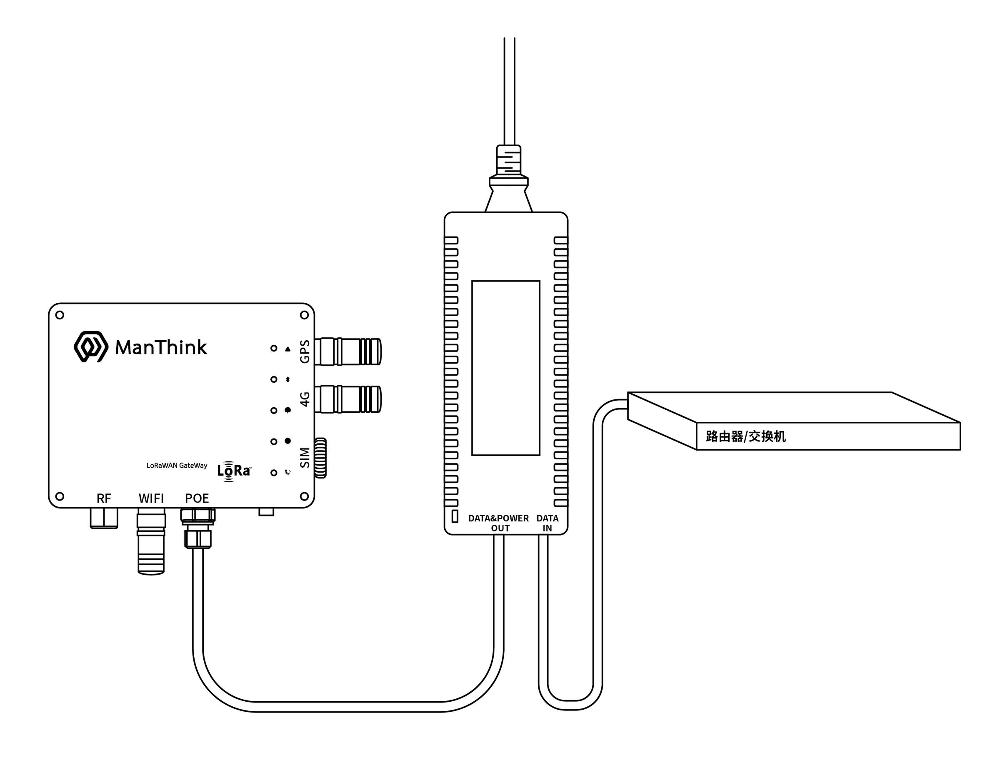 ManThink
GPS
4G
SIM
LoRaWAN GateWay
LoRa™
RF
WIFI
POE
DATA&POWER
OUT
DATA
IN
路由器/交换机